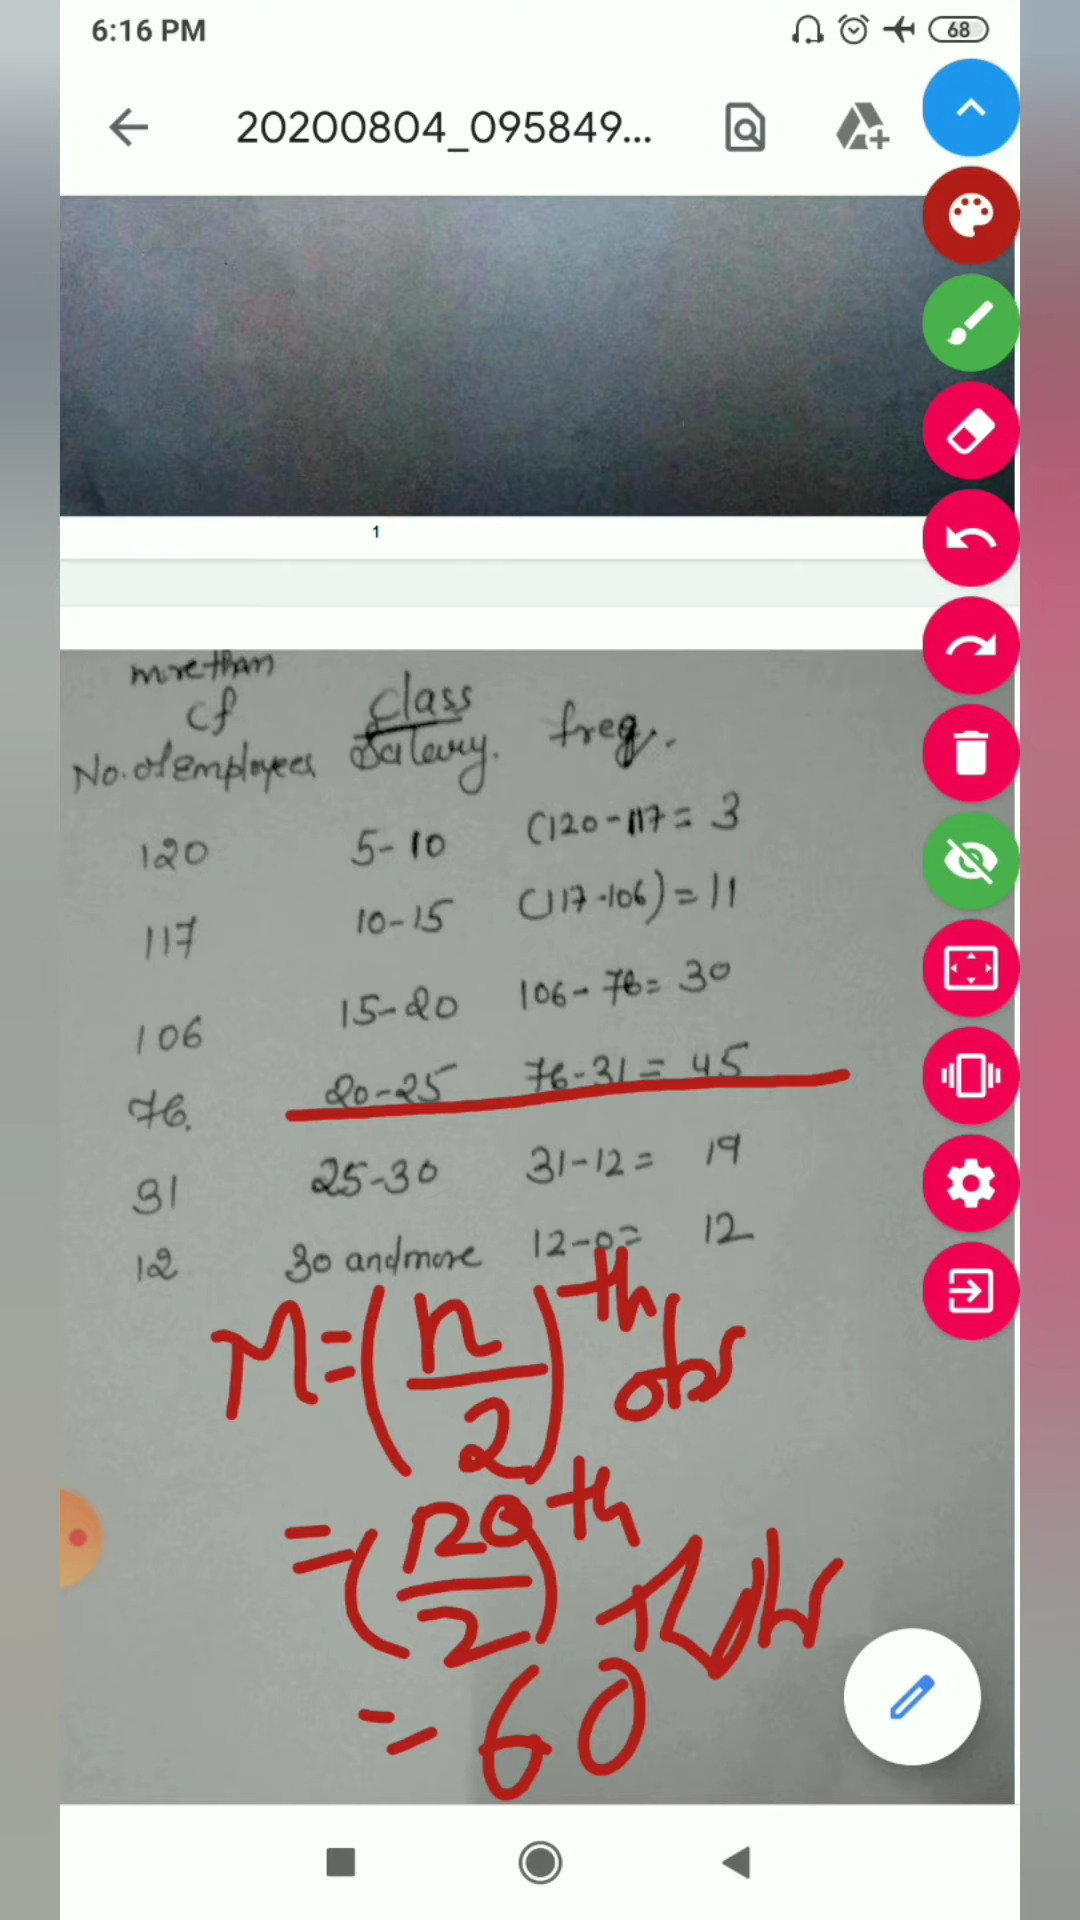 6:16 PM
68
20200804_095849...
1
more than
cf
No. of Employees
class
Salary.
freq.
120 5-10 (120-117= 3
117 10-15 (117-106)=11
106 15-20 106-76= 30
76. 20-25 76-31= 45
31 25-30 31-12= 19
12 30 and more 12-0= 12
M=(n/2)th obs
=(120/2)th
= 60